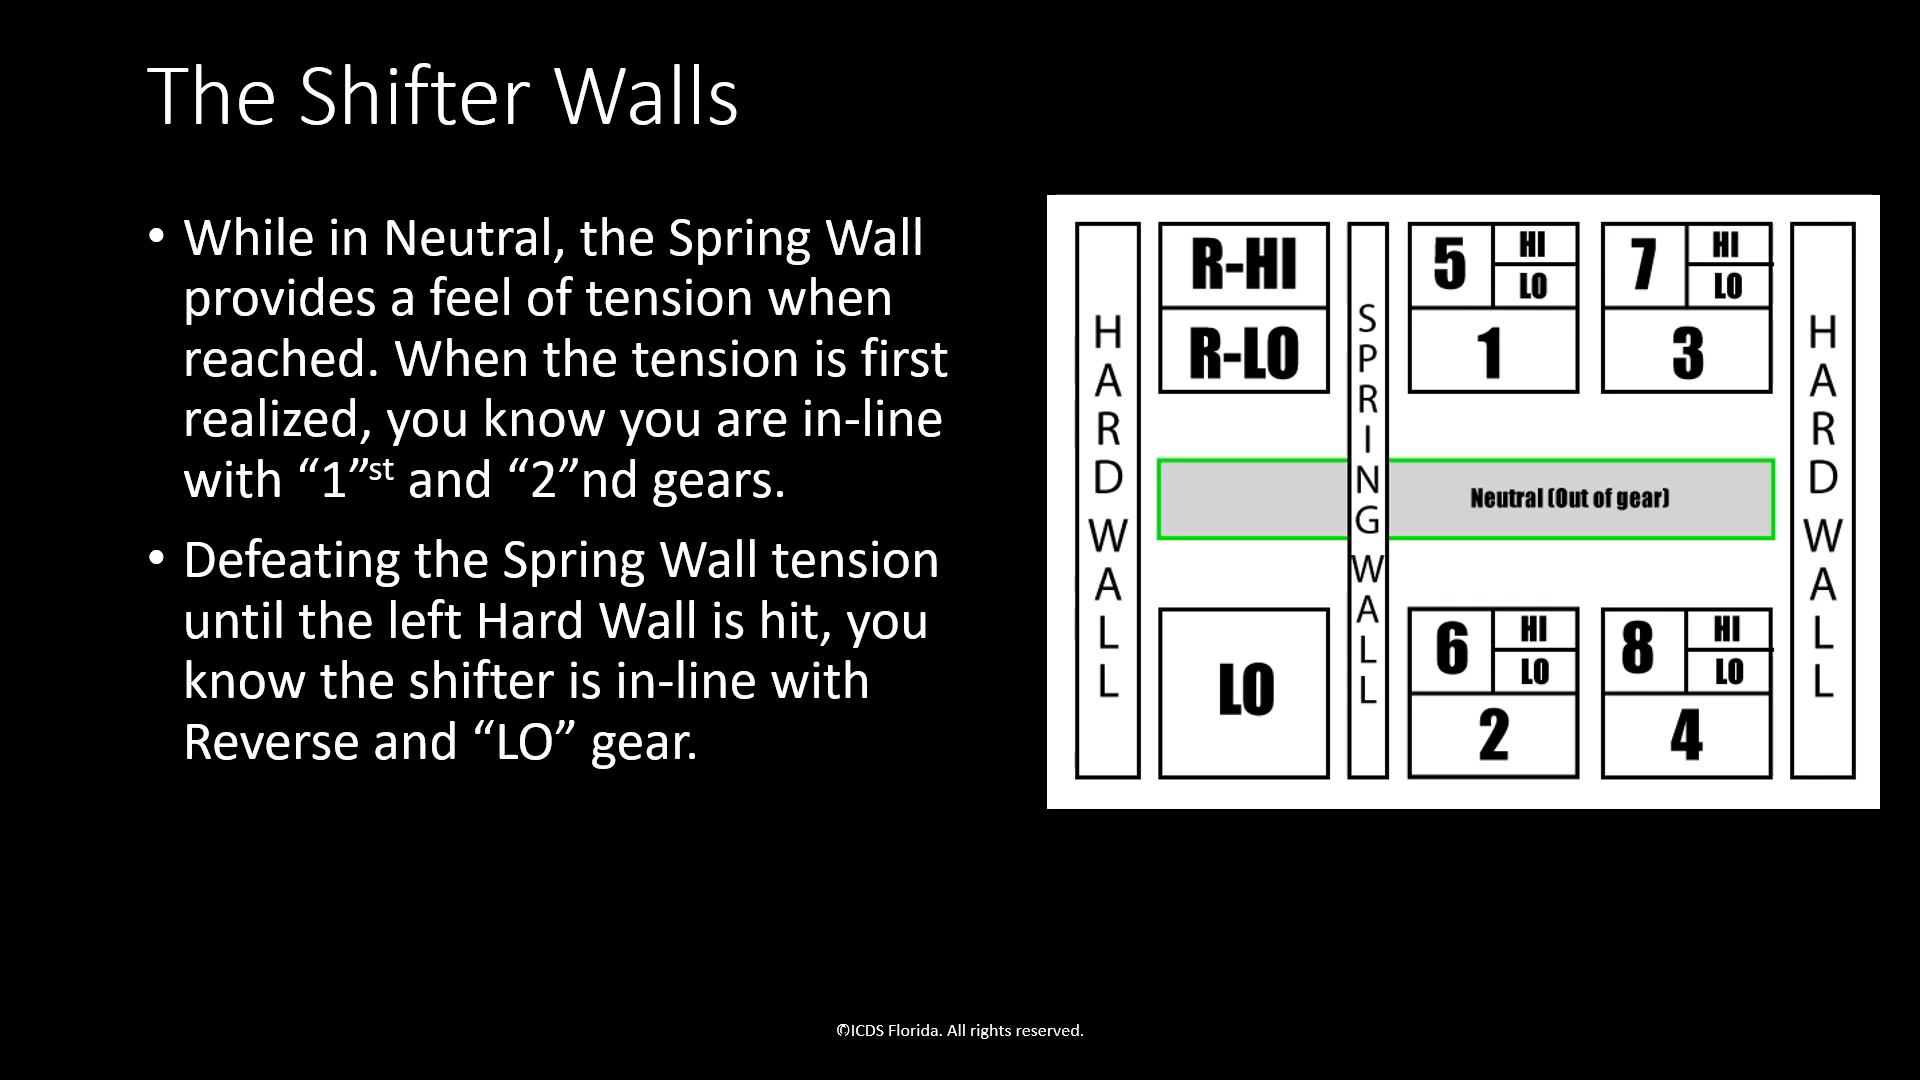 The Shifter Walls
• While in Neutral, the Spring Wall
provides a feel of tension when
reached. When the tension is first
realized, you know you are in-line
with “1”st and “2”nd gears.
• Defeating the Spring Wall tension
until the left Hard Wall is hit, you
know the shifter is in-line with
Reverse and “LO” gear.
HARD WALL
R-HI
R-LO
LO
SPRING WALL
5 HI
LO
1
7 HI
LO
3
Neutral (Out of gear)
6 HI
LO
2
8 HI
LO
4
HARD WALL
©ICDS Florida. All rights reserved.